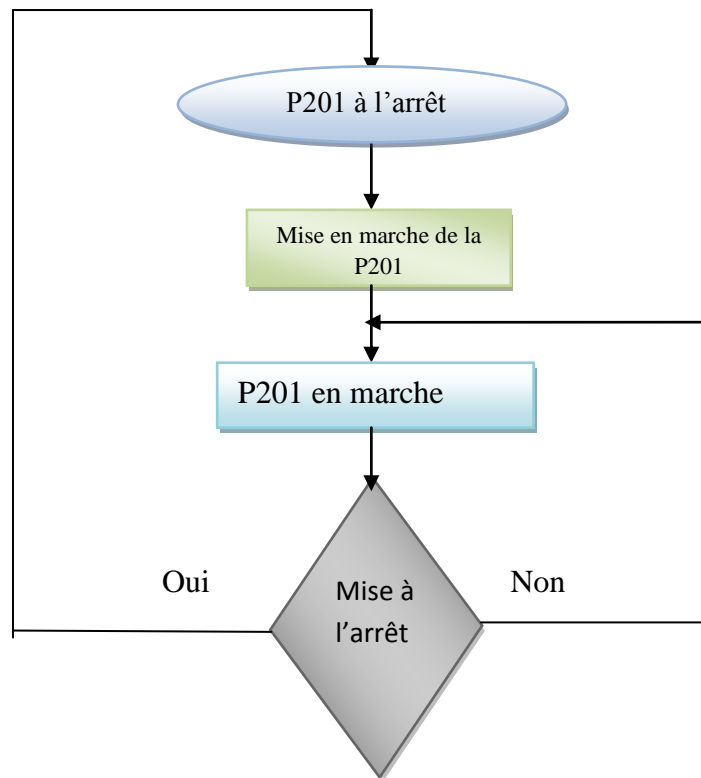 P201 à l’arrêt
Mise en marche de la
P201
P201 en marche
Oui
Mise à
l’arrêt
Non